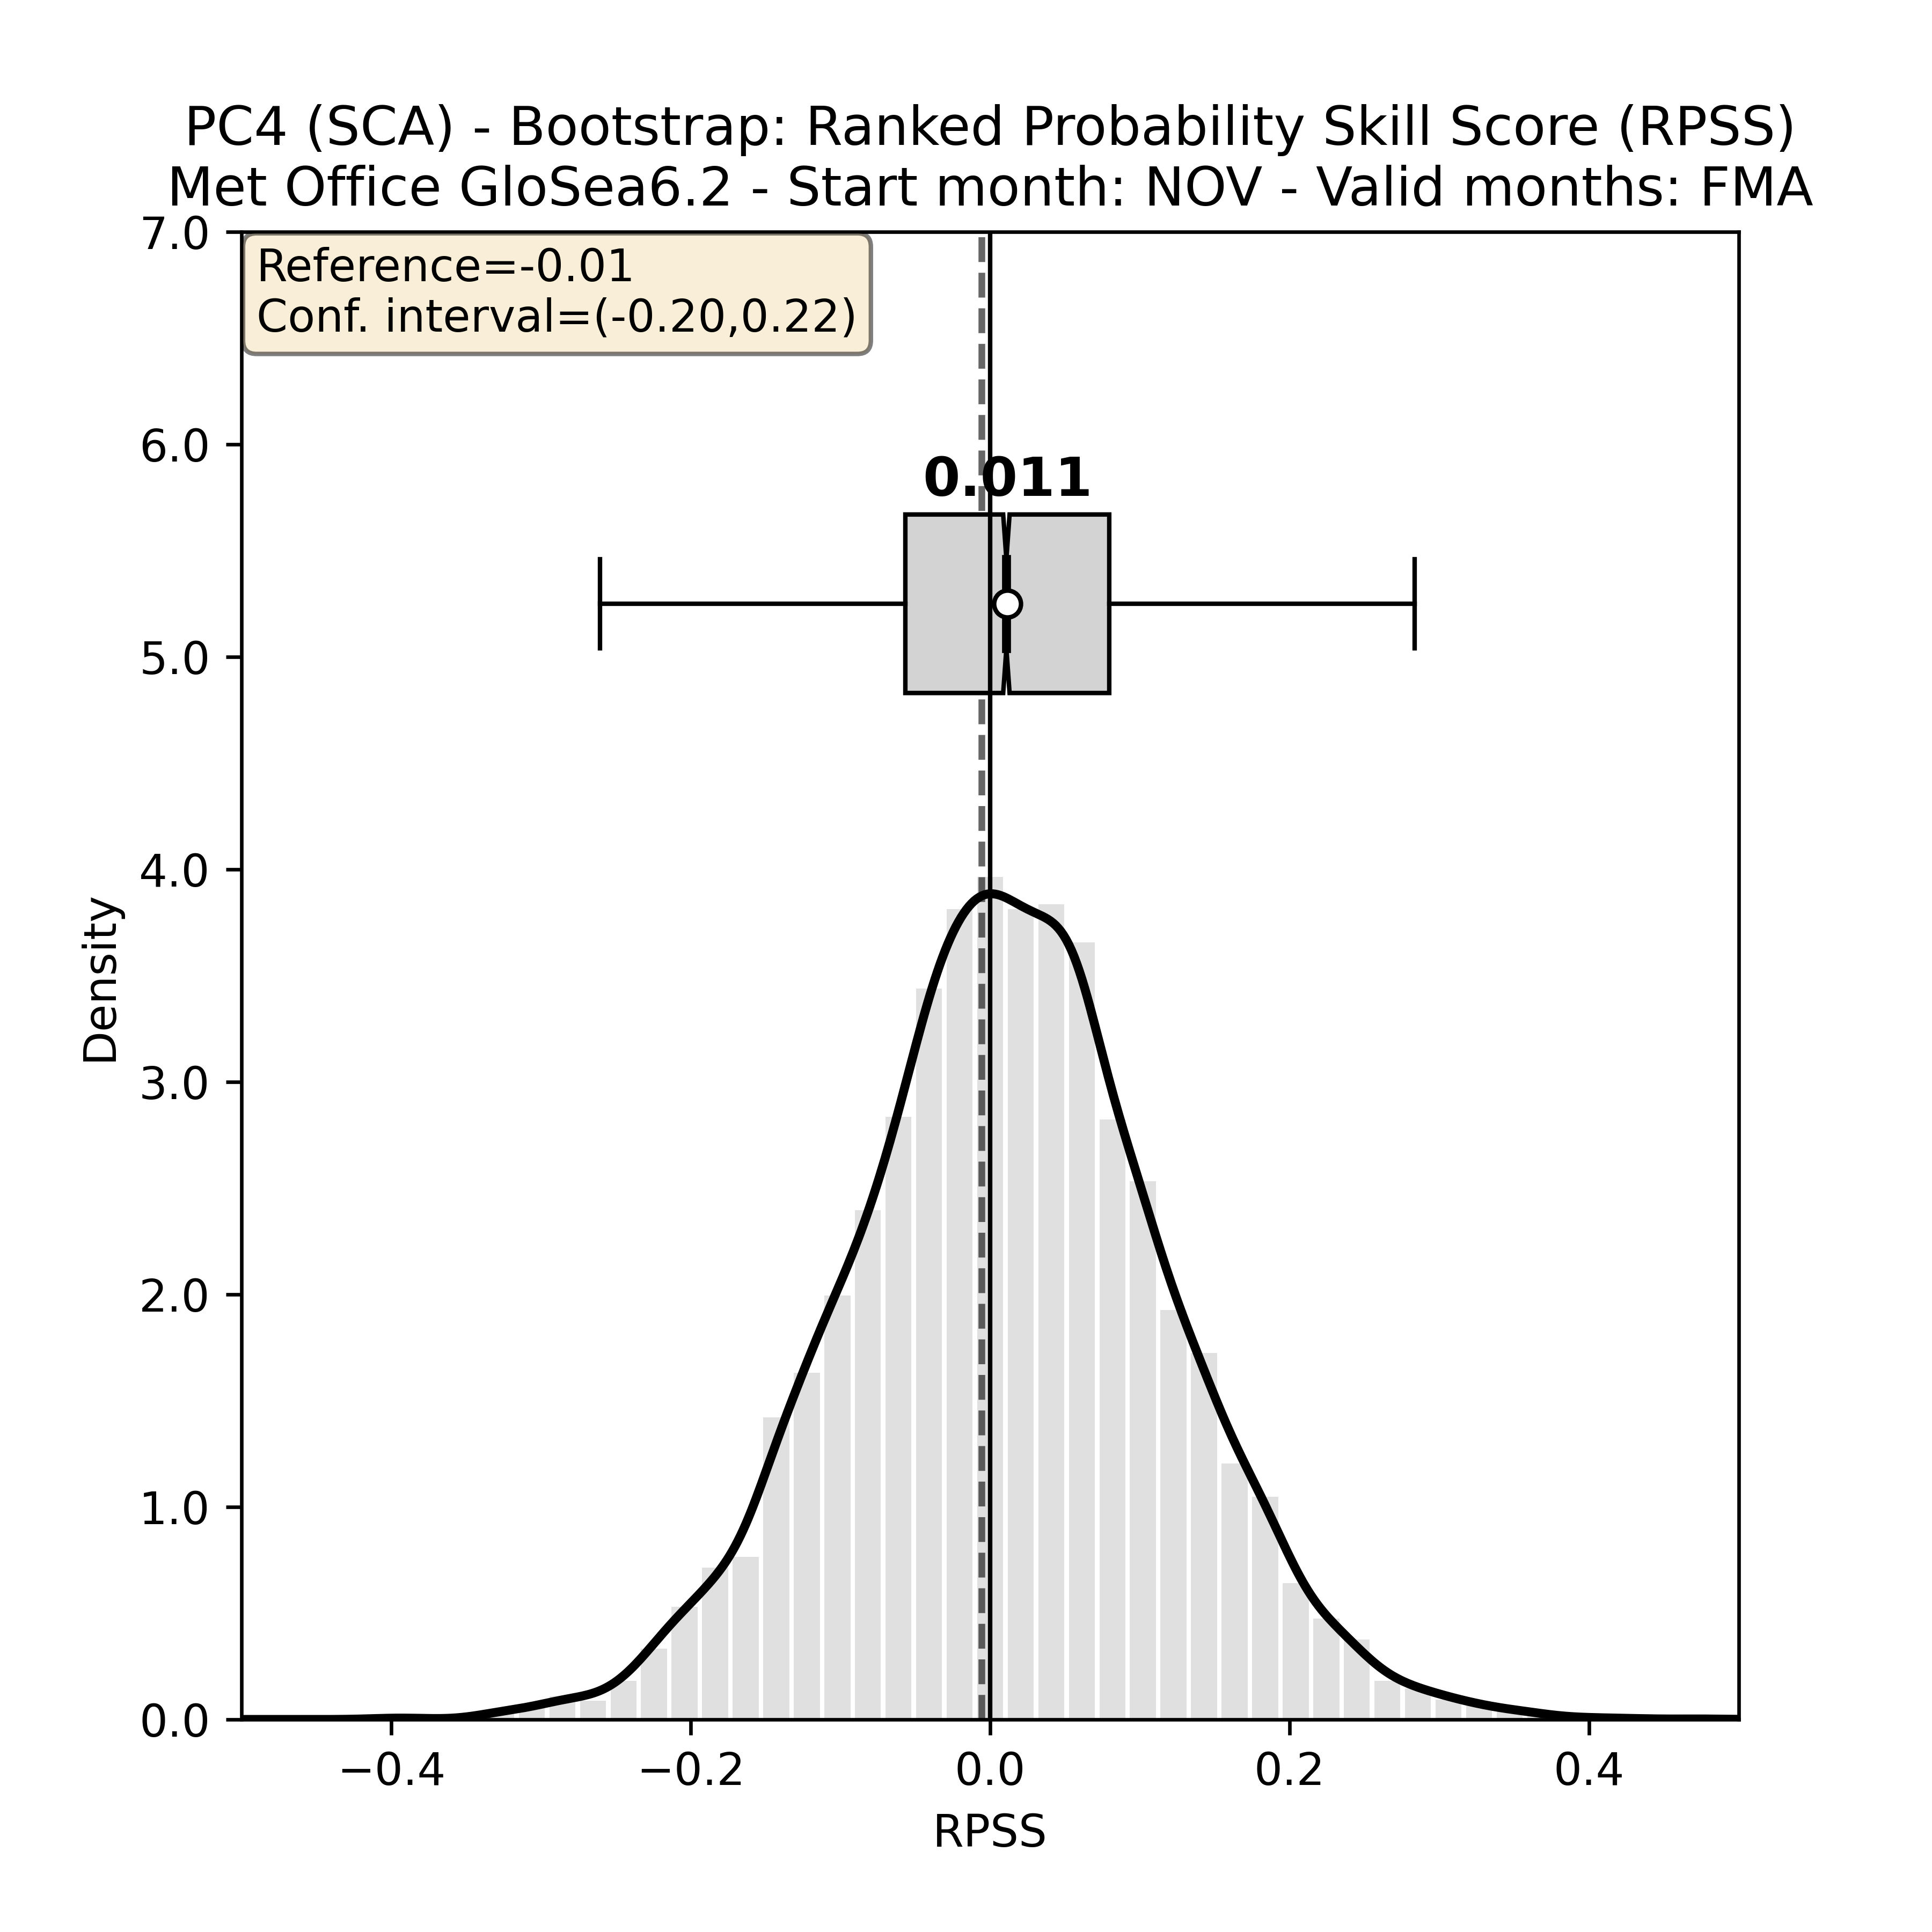 PC4 (SCA) - Bootstrap: Ranked Probability Skill Score (RPSS)
Met Office GloSea6.2 - Start month: NOV - Valid months: FMA
Reference=-0.01
Conf. interval=(-0.20,0.22)
0.011
7.0
6.0
5.0
4.0
3.0
2.0
1.0
0.0
Density
−0.4
−0.2
0.0
0.2
0.4
RPSS